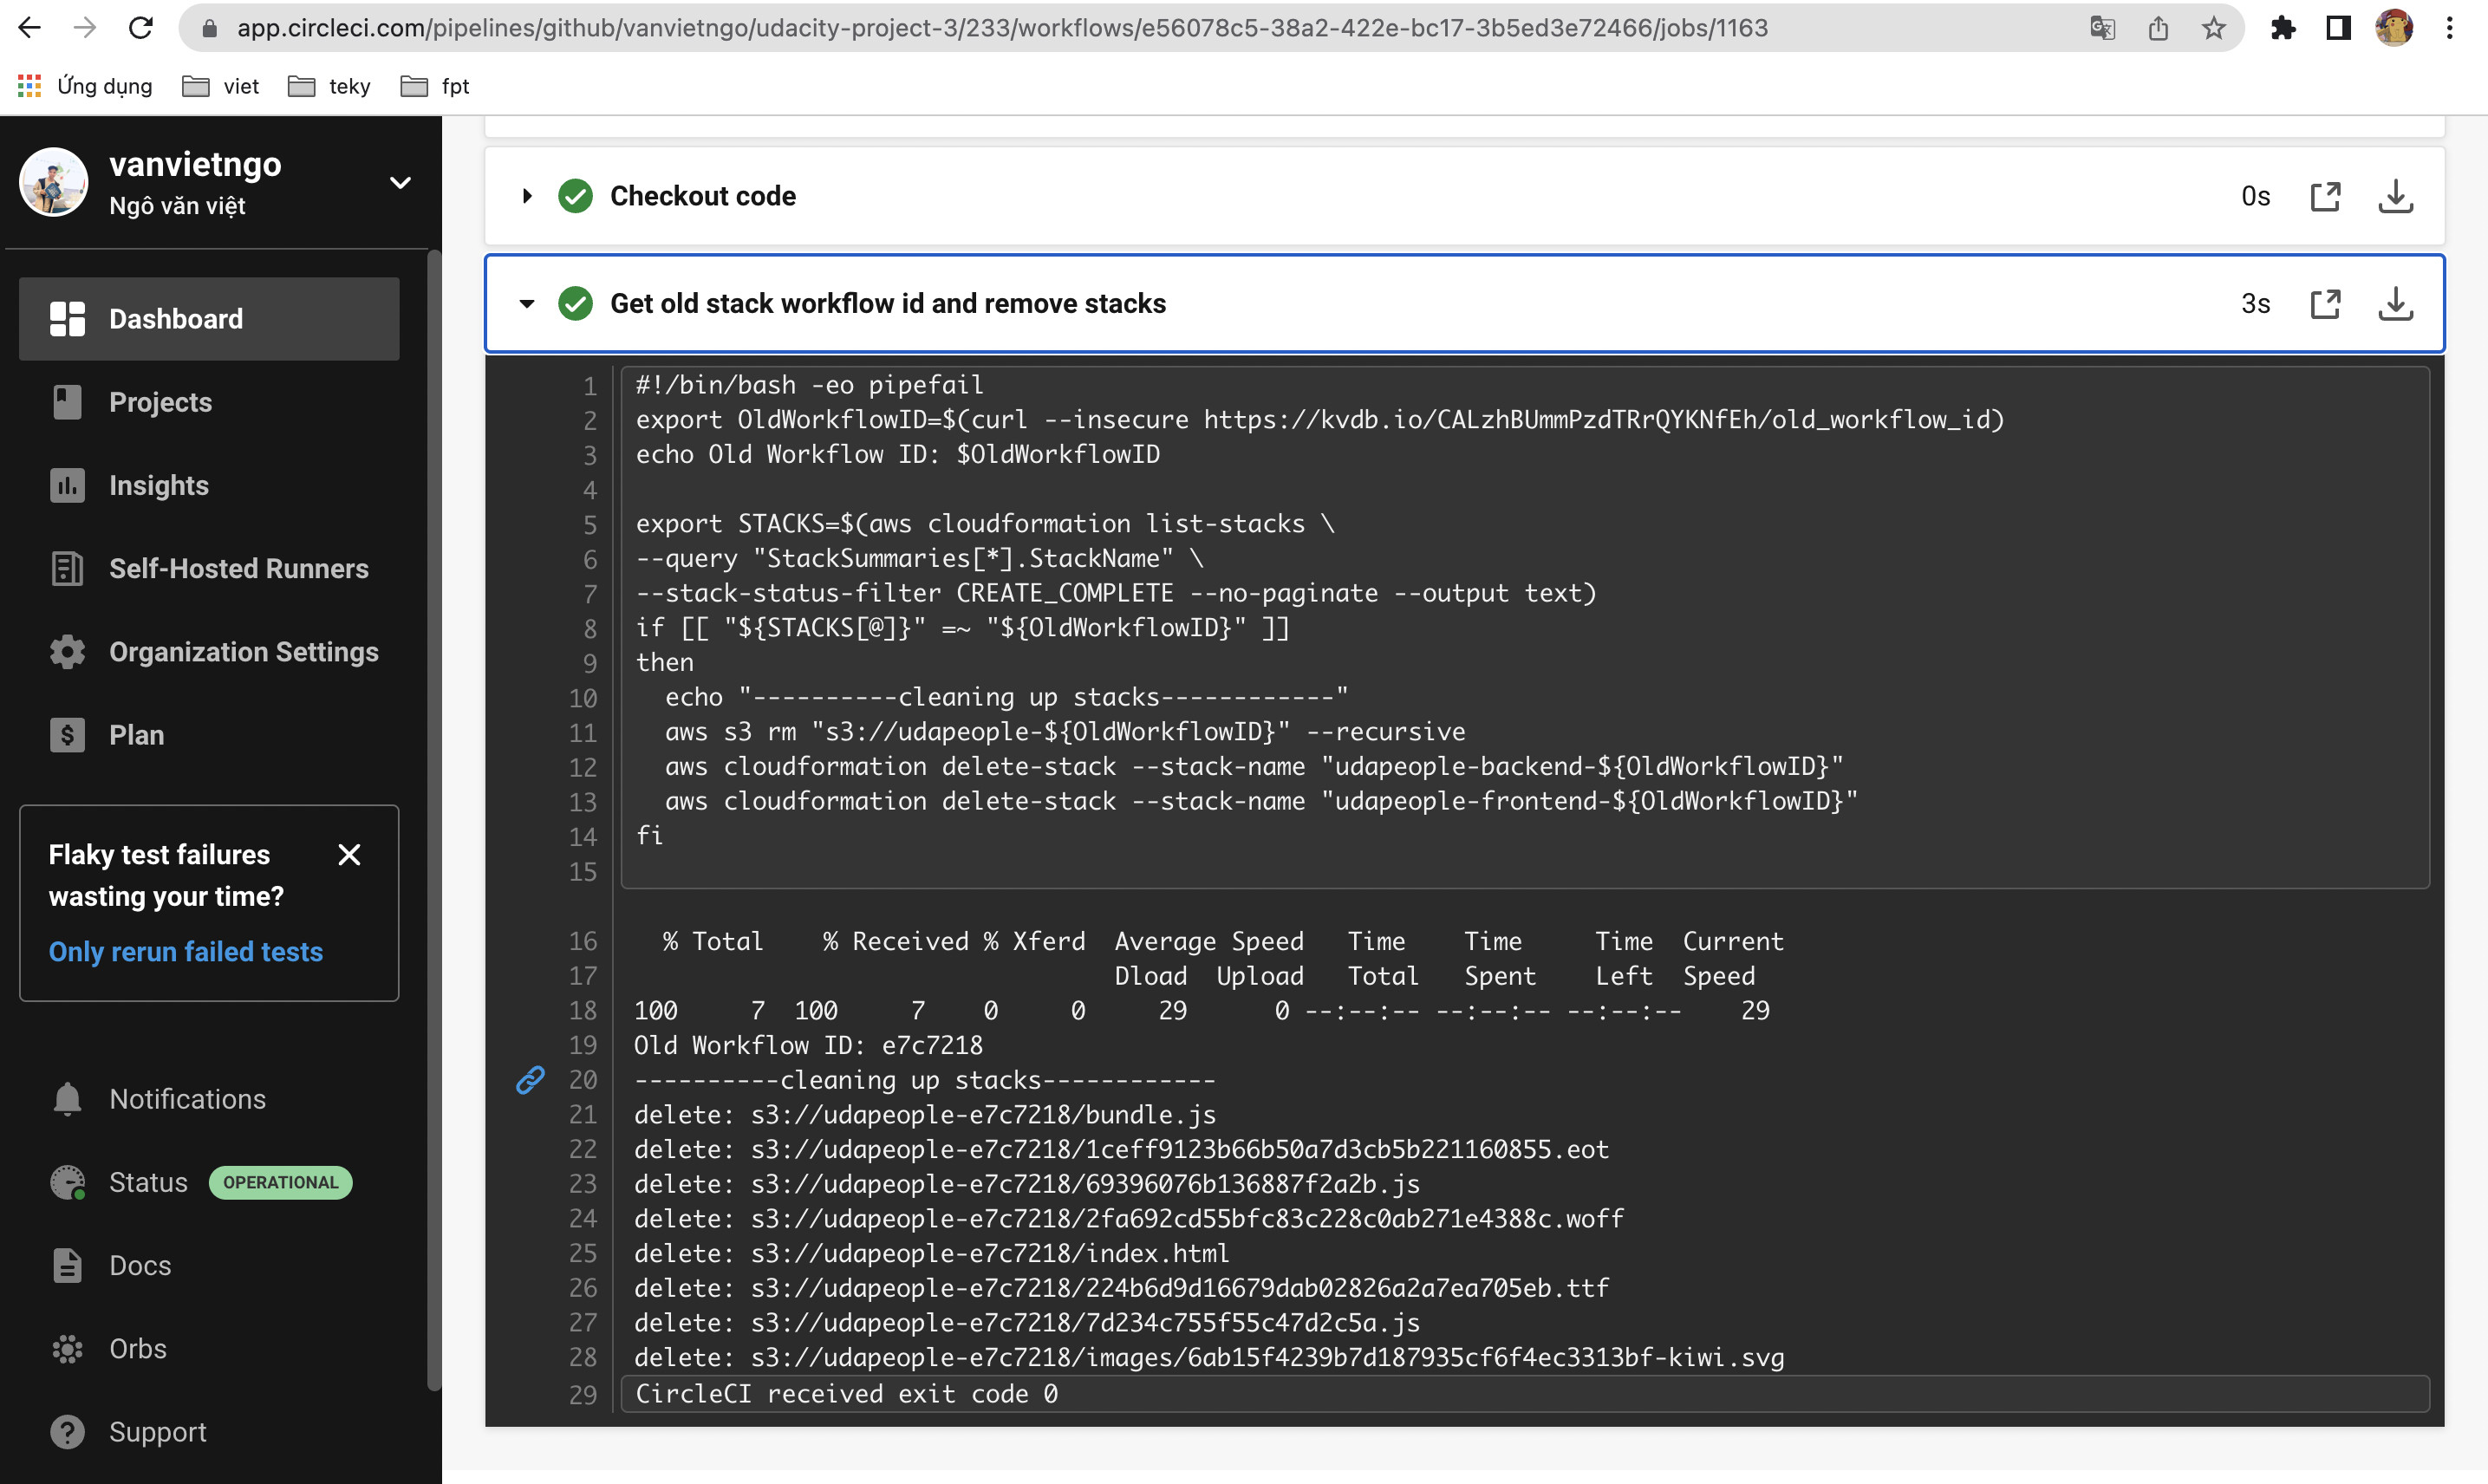 app.circleci.com/pipelines/github/vanvietngo/udacity-project-3/233/workflows/e56078c5-38a2-422e-bc17-3b5ed3e72466/jobs/1163
Ứng dụng
viet
teky
fpt
vanvietngo
Ngô văn việt
Dashboard
Projects
Insights
Self-Hosted Runners
Organization Settings
Plan
Flaky test failures
wasting your time?
Only rerun failed tests
Notifications
Status OPERATIONAL
Docs
Orbs
Support
Checkout code 0s
Get old stack workflow id and remove stacks 3s
1 #!/bin/bash -eo pipefail
2 export OldWorkflowID=$(curl --insecure https://kvdb.io/CALzhBUmmPzdTRrQYKNfEh/old_workflow_id)
3 echo Old Workflow ID: $OldWorkflowID
4
5 export STACKS=$(aws cloudformation list-stacks \
6 --query "StackSummaries[*].StackName" \
7 --stack-status-filter CREATE_COMPLETE --no-paginate --output text)
8 if [[ "${STACKS[@]}" =~ "${OldWorkflowID}" ]]
9 then
10   echo "----------cleaning up stacks------------"
11   aws s3 rm "s3://udapeople-${OldWorkflowID}" --recursive
12   aws cloudformation delete-stack --stack-name "udapeople-backend-${OldWorkflowID}"
13   aws cloudformation delete-stack --stack-name "udapeople-frontend-${OldWorkflowID}"
14 fi
15
16   % Total    % Received % Xferd  Average Speed   Time    Time     Time  Current
17                                  Dload  Upload   Total   Spent    Left  Speed
18 100     7  100     7    0     0     29      0 --:--:-- --:--:-- --:--:--    29
19 Old Workflow ID: e7c7218
20 ----------cleaning up stacks------------
21 delete: s3://udapeople-e7c7218/bundle.js
22 delete: s3://udapeople-e7c7218/1ceff9123b66b50a7d3cb5b221160855.eot
23 delete: s3://udapeople-e7c7218/69396076b136887f2a2b.js
24 delete: s3://udapeople-e7c7218/2fa692cd55bfc83c228c0ab271e4388c.woff
25 delete: s3://udapeople-e7c7218/index.html
26 delete: s3://udapeople-e7c7218/224b6d9d16679dab02826a2a7ea705eb.ttf
27 delete: s3://udapeople-e7c7218/7d234c755f55c47d2c5a.js
28 delete: s3://udapeople-e7c7218/images/6ab15f4239b7d187935cf6f4ec3313bf-kiwi.svg
29 CircleCI received exit code 0